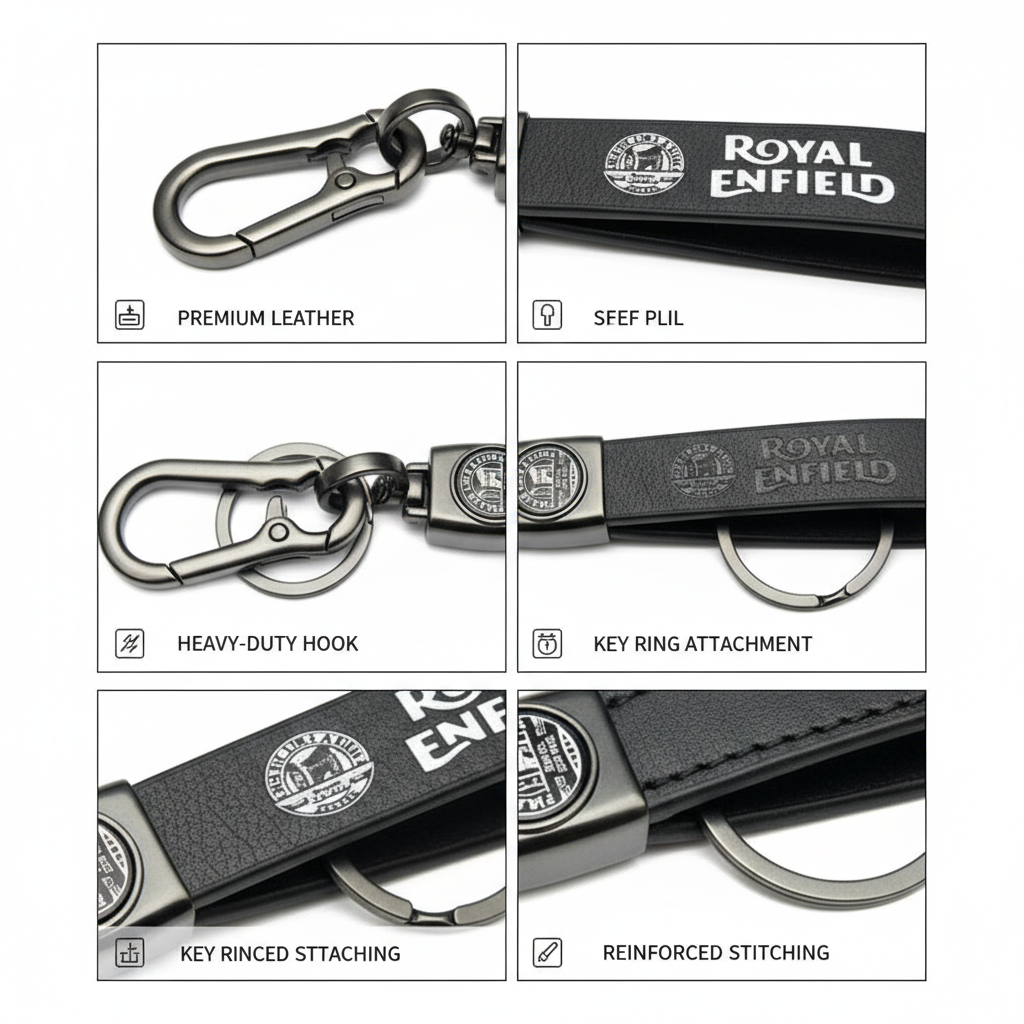 ROYAL
ENFIELD
PREMIUM LEATHER
SEEF PLIL
ROYAL
ENFIELD
HEAVY-DUTY HOOK
KEY RING ATTACHMENT
KEY RINCED STTACHING
REINFORCED STITCHING